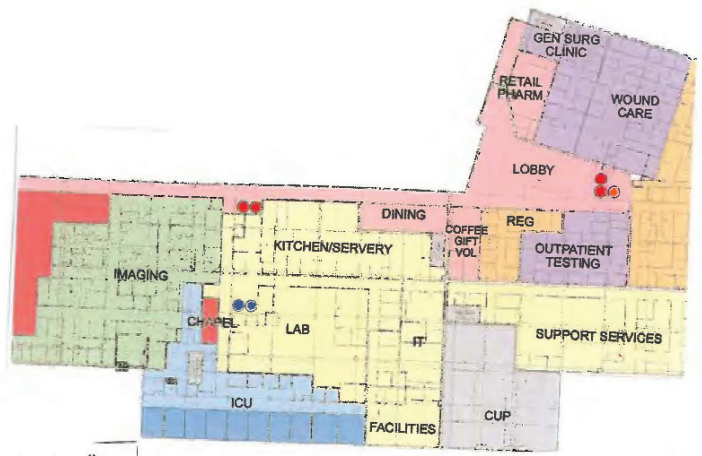 GEN SURG
CLINIC
RETAIL
PHARM
WOUND
CARE
LOBBY
DINING
REG
COFFEE
GIFT
VOL
KITCHEN/SERVERY
OUTPATIENT
TESTING
IMAGING
CHAPEL
LAB
IT
SUPPORT SERVICES
ICU
CUP
FACILITIES